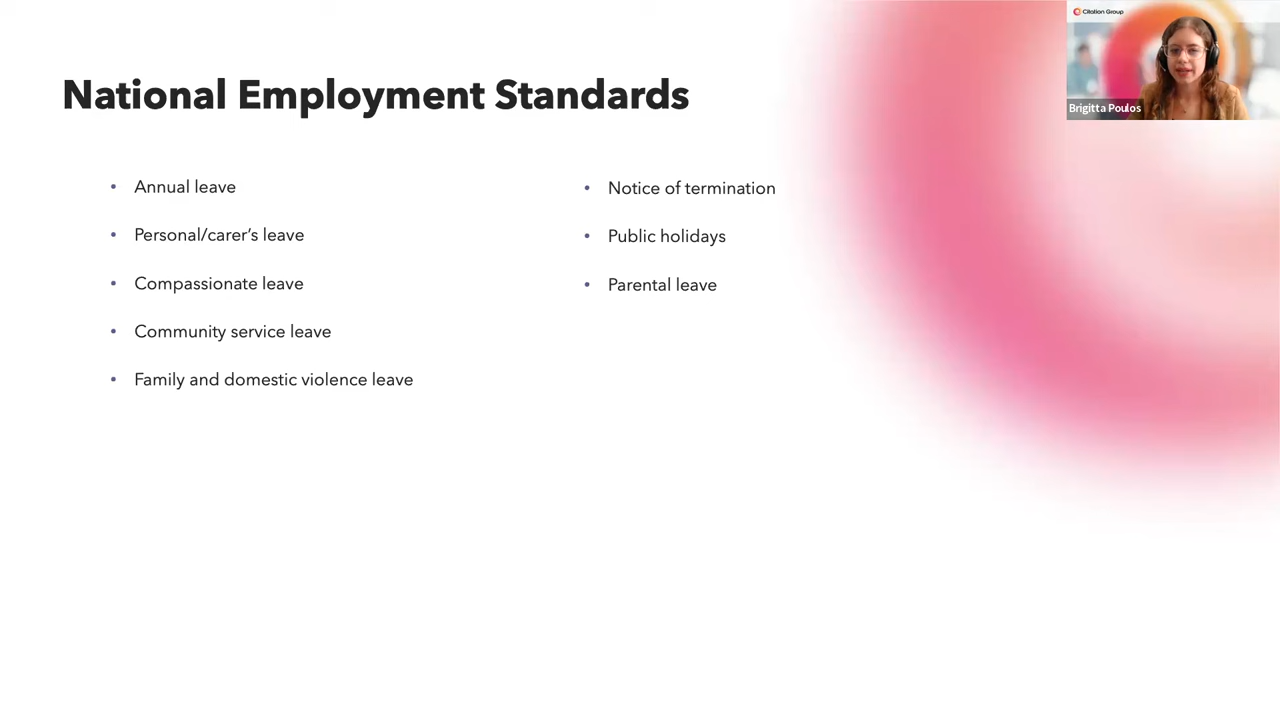 Citation Group
National Employment Standards
Brigitta Poulos
• Annual leave
• Personal/carer’s leave
• Compassionate leave
• Community service leave
• Family and domestic violence leave
• Notice of termination
• Public holidays
• Parental leave